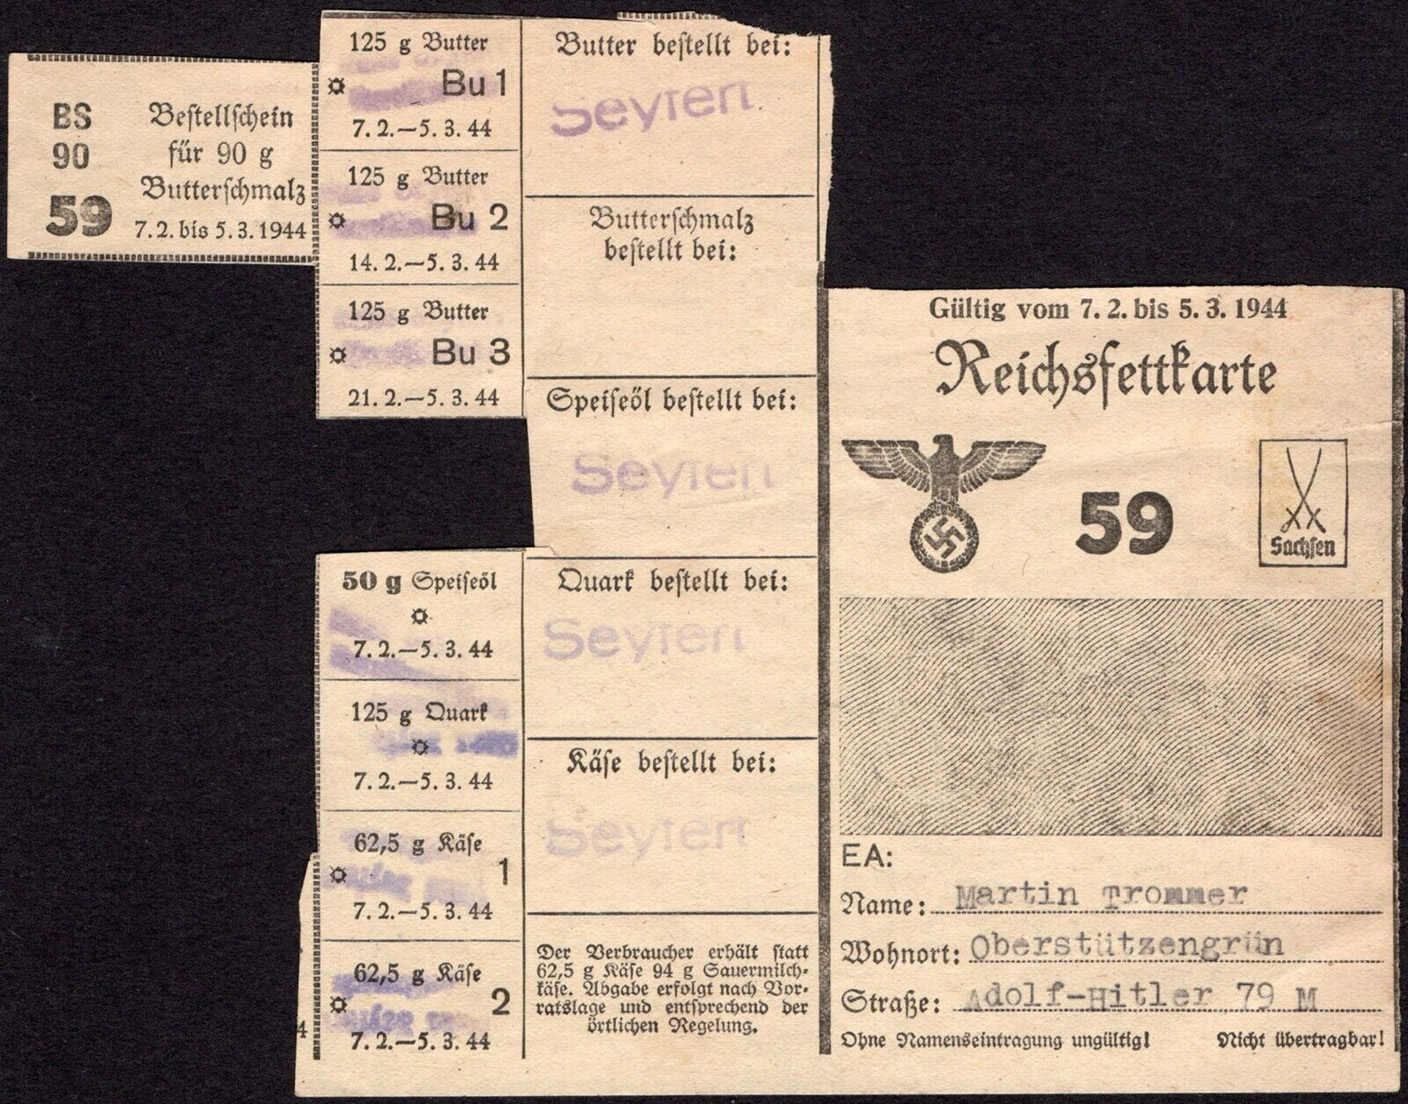 BS
90
59
Bestellschein
für 90 g
Butterschmalz
7. 2. bis 5. 3. 1944
125 g Butter
¤ Bu 1
7. 2.—5. 3. 44
125 g Butter
¤ Bu 2
14. 2.—5. 3. 44
125 g Butter
¤ Bu 3
21. 2.—5. 3. 44
50 g Speiseöl
¤
7. 2.—5. 3. 44
125 g Quark
¤
7. 2.—5. 3. 44
62,5 g Käse
¤ 1
7. 2.—5. 3. 44
62,5 g Käse
¤ 2
7. 2.—5. 3. 44
4
Butter bestellt bei:
Seyfert
Butterschmalz
bestellt bei:
Speiseöl bestellt bei:
Seyfert
Quark bestellt bei:
Seyfert
Käse bestellt bei:
Seyfert
Der Verbraucher erhält statt
62,5 g Käse 94 g Sauermilch-
käse. Abgabe erfolgt nach Vor-
ratslage und entsprechend der
örtlichen Regelung.
Gültig vom 7. 2. bis 5. 3. 1944
Reichsfettkarte
59
Sachsen
EA:
Name: Martin Trommer
Wohnort: Oberstützengrün
Straße: Adolf-Hitler 79 M
Ohne Namenseintragung ungültig! Nicht übertragbar!